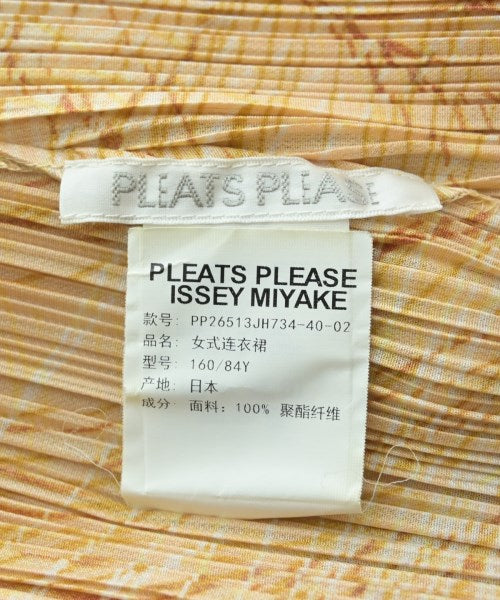 PLEATS PLEASE
PLEATS PLEASE
ISSEY MIYAKE
款号: PP26513JH734-40-02
品名: 女式连衣裙
型号: 160/84Y
产地: 日本
成分: 面料: 100% 聚酯纤维